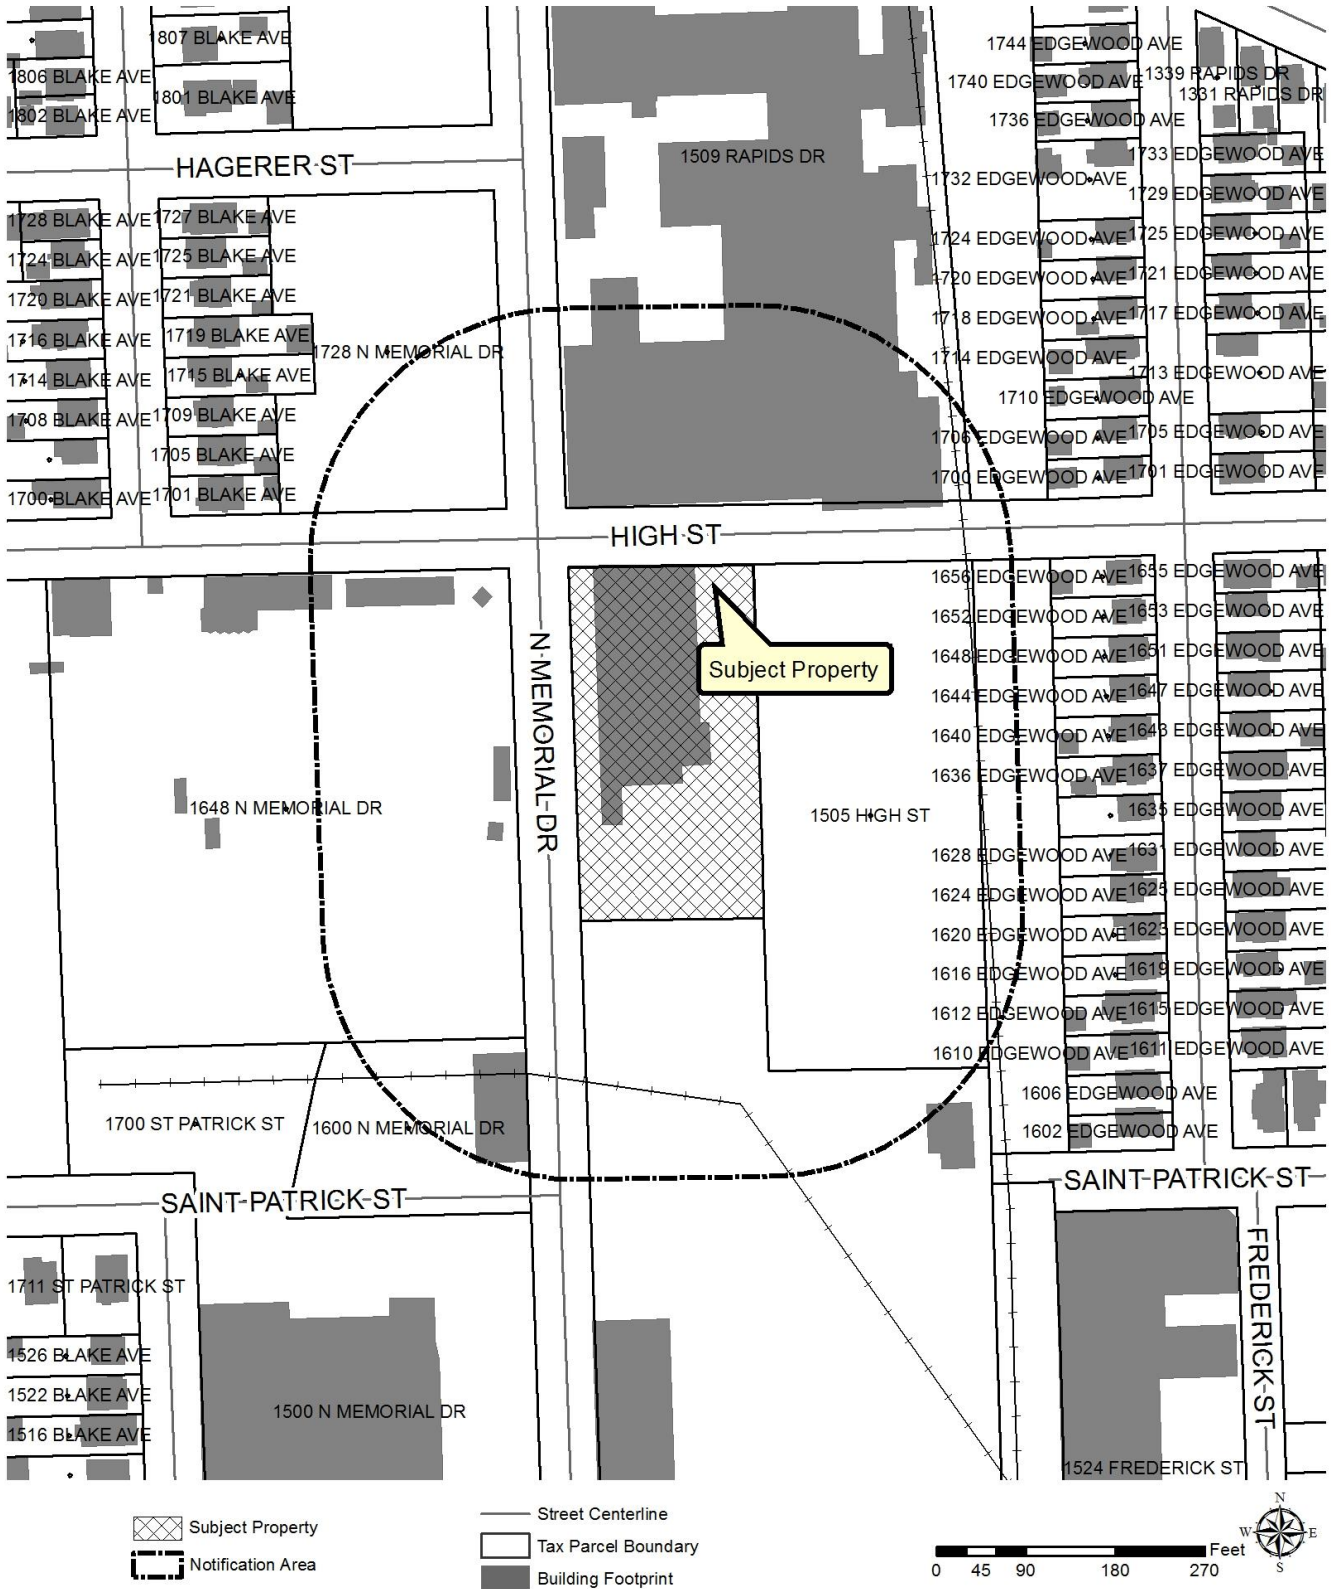 1807 BLAKE AVE
1744 EDGEWOOD AVE
1806 BLAKE AVE
1740 EDGEWOOD AVE
1339 RAPIDS DR
1801 BLAKE AVE
1331 RAPIDS DR
1802 BLAKE AVE
1736 EDGEWOOD AVE
1509 RAPIDS DR
1733 EDGEWOOD AVE
HAGERER ST
1732 EDGEWOOD AVE
1729 EDGEWOOD AVE
1728 BLAKE AVE
1727 BLAKE AVE
1724 EDGEWOOD AVE
1725 EDGEWOOD AVE
1724 BLAKE AVE
1725 BLAKE AVE
1720 EDGEWOOD AVE
1721 EDGEWOOD AVE
1720 BLAKE AVE
1721 BLAKE AVE
1718 EDGEWOOD AVE
1717 EDGEWOOD AVE
1716 BLAKE AVE
1719 BLAKE AVE
1728 N MEMORIAL DR
1714 EDGEWOOD AVE
1714 BLAKE AVE
1715 BLAKE AVE
1713 EDGEWOOD AVE
1710 EDGEWOOD AVE
1708 BLAKE AVE
1709 BLAKE AVE
1706 EDGEWOOD AVE
1705 EDGEWOOD AVE
1705 BLAKE AVE
1700 EDGEWOOD AVE
1701 EDGEWOOD AVE
1700 BLAKE AVE
1701 BLAKE AVE
HIGH ST
1656 EDGEWOOD AVE
1655 EDGEWOOD AVE
1652 EDGEWOOD AVE
1653 EDGEWOOD AVE
1648 EDGEWOOD AVE
1651 EDGEWOOD AVE
Subject Property
1644 EDGEWOOD AVE
1647 EDGEWOOD AVE
N MEMORIAL DR
1640 EDGEWOOD AVE
1643 EDGEWOOD AVE
1636 EDGEWOOD AVE
1637 EDGEWOOD AVE
1648 N MEMORIAL DR
1505 HIGH ST
1635 EDGEWOOD AVE
1628 EDGEWOOD AVE
1631 EDGEWOOD AVE
1624 EDGEWOOD AVE
1625 EDGEWOOD AVE
1620 EDGEWOOD AVE
1623 EDGEWOOD AVE
1616 EDGEWOOD AVE
1619 EDGEWOOD AVE
1612 EDGEWOOD AVE
1615 EDGEWOOD AVE
1610 EDGEWOOD AVE
1611 EDGEWOOD AVE
1606 EDGEWOOD AVE
1700 ST PATRICK ST
1600 N MEMORIAL DR
1602 EDGEWOOD AVE
SAINT PATRICK ST
SAINT PATRICK ST
1711 ST PATRICK ST
FREDERICK ST
1526 BLAKE AVE
1522 BLAKE AVE
1500 N MEMORIAL DR
1516 BLAKE AVE
1524 FREDERICK ST
Subject Property
Notification Area
Street Centerline
Tax Parcel Boundary
Building Footprint
Feet
0 45 90 180 270
N
W E
S